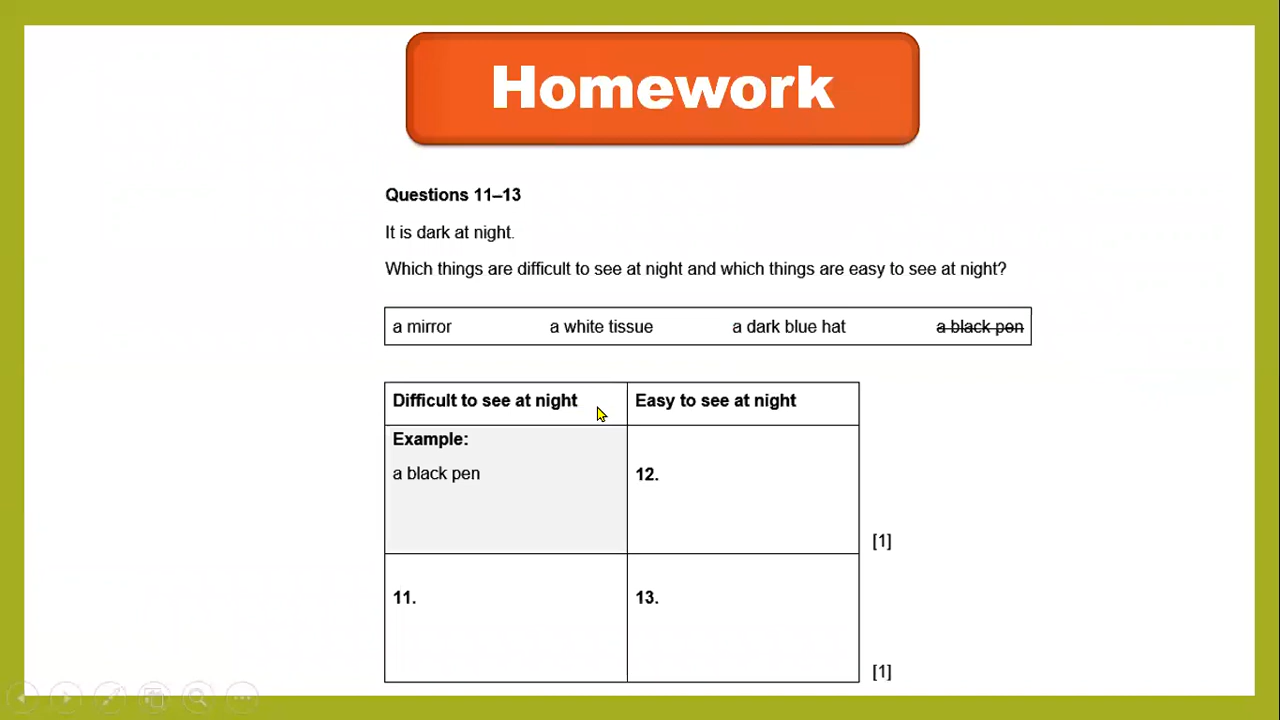 Homework
Questions 11–13
It is dark at night.
Which things are difficult to see at night and which things are easy to see at night?
a mirror a white tissue a dark blue hat a black pen
Difficult to see at night Easy to see at night
Example:
a black pen
12.
[1]
11. 13.
[1]